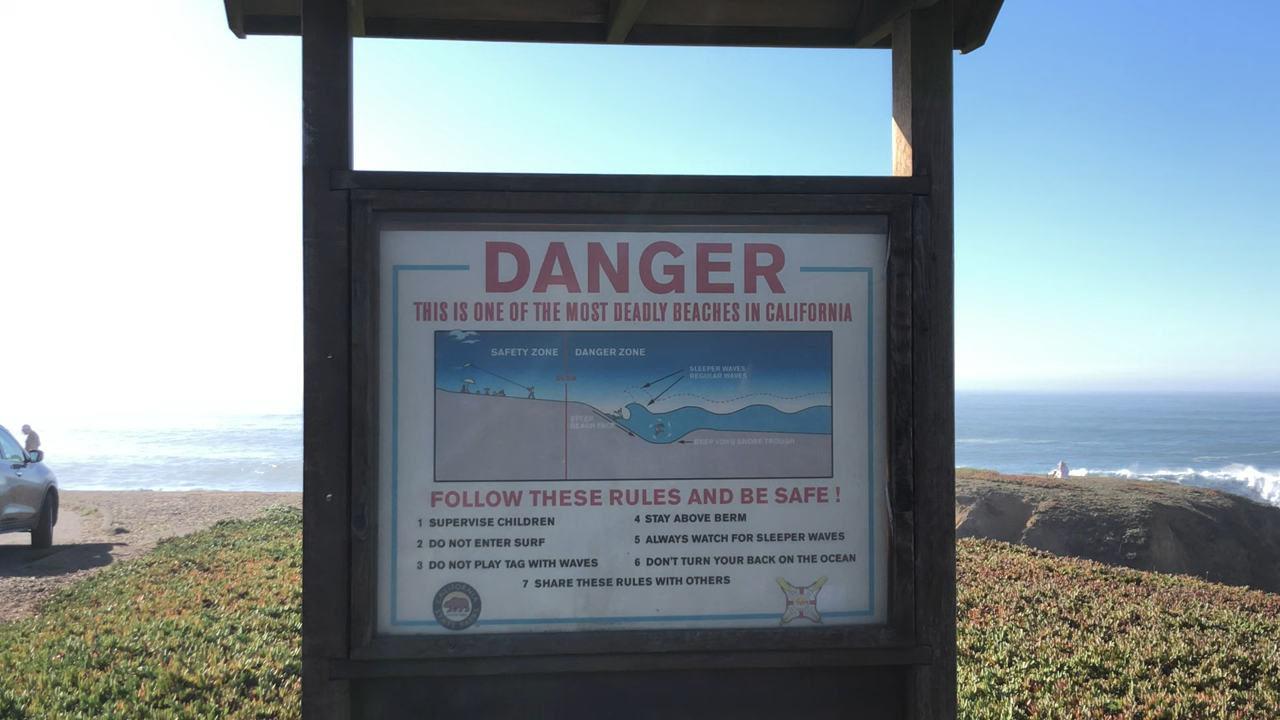 DANGER
THIS IS ONE OF THE MOST DEADLY BEACHES IN CALIFORNIA
SAFETY ZONE DANGER ZONE
SLEEPER WAVES
REGULAR WAVES
STEEP
BEACH FACE
DEEP LONG SHORE TROUGH
FOLLOW THESE RULES AND BE SAFE !
1 SUPERVISE CHILDREN
2 DO NOT ENTER SURF
3 DO NOT PLAY TAG WITH WAVES
4 STAY ABOVE BERM
5 ALWAYS WATCH FOR SLEEPER WAVES
6 DON'T TURN YOUR BACK ON THE OCEAN
7 SHARE THESE RULES WITH OTHERS